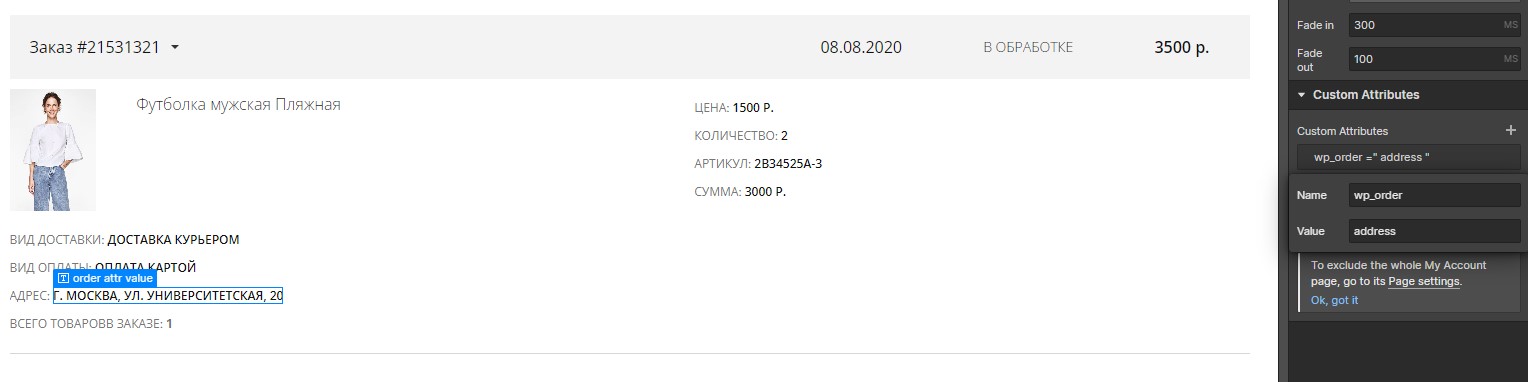 Заказ #21531321
08.08.2020
В ОБРАБОТКЕ
3500 р.
Футболка мужская Пляжная
ЦЕНА: 1500 Р.
КОЛИЧЕСТВО: 2
АРТИКУЛ: 2В34525А-3
СУММА: 3000 Р.
ВИД ДОСТАВКИ: ДОСТАВКА КУРЬЕРОМ
ВИД ОПЛАТЫ: ОПЛАТА КАРТОЙ
order attr value
АДРЕС: Г. МОСКВА, УЛ. УНИВЕРСИТЕТСКАЯ, 20
ВСЕГО ТОВАРОВВ ЗАКАЗЕ: 1
Fade in
300
MS
Fade
out
100
MS
Custom Attributes
Custom Attributes
wp_order =" address "
Name
wp_order
Value
address
To exclude the whole My Account
page, go to its Page settings.
Ok, got it